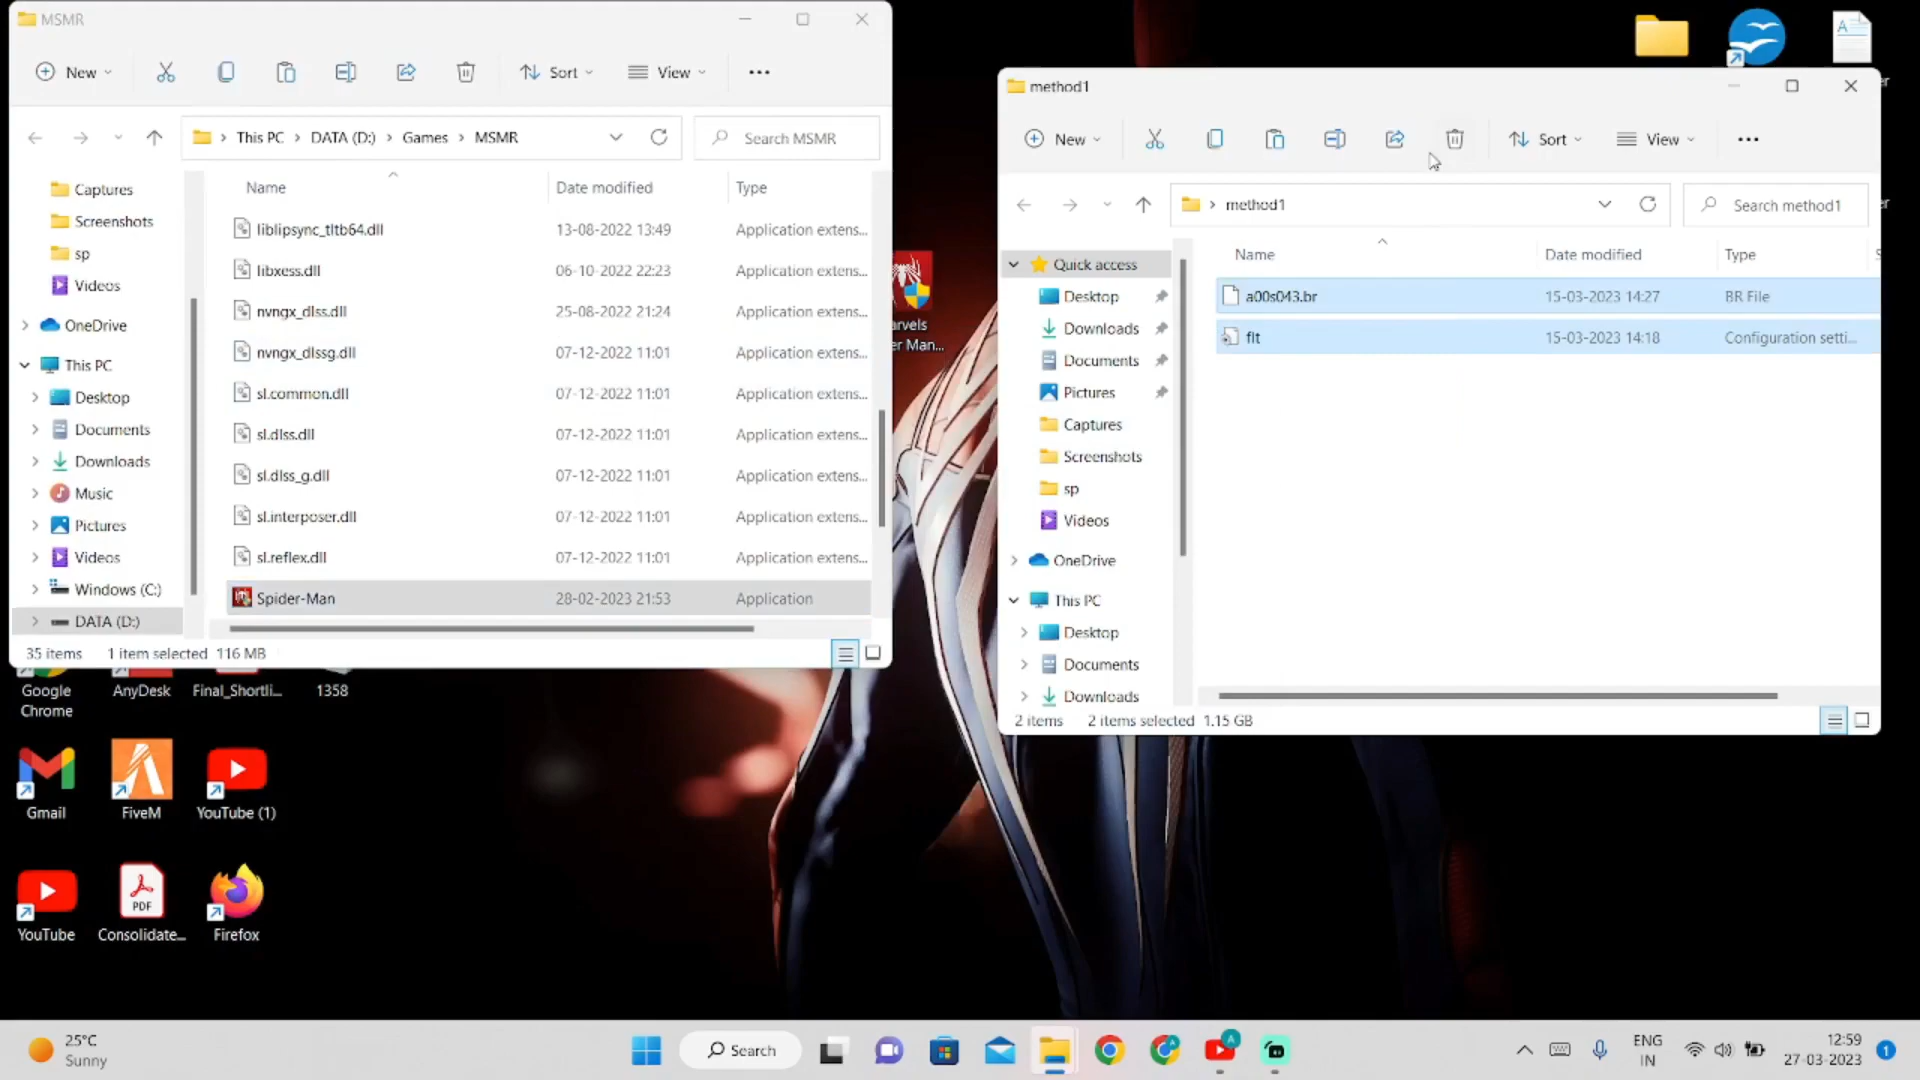 MSMR
New
Sort
View
This PC > DATA (D:) > Games > MSMR
Search MSMR
Name
Date modified
Type
Captures
Screenshots
sp
Videos
OneDrive
This PC
Desktop
Documents
Downloads
Music
Pictures
Videos
Windows (C:)
DATA (D:)
liblipsync_tltb64.dll 13-08-2022 13:49 Application extens...
libxess.dll 06-10-2022 22:23 Application extens...
nvngx_dlss.dll 25-08-2022 21:24 Application extens...
nvngx_dlssg.dll 07-12-2022 11:01 Application extens...
sl.common.dll 07-12-2022 11:01 Application extens...
sl.dlss.dll 07-12-2022 11:01 Application extens...
sl.dlss_g.dll 07-12-2022 11:01 Application extens...
sl.interposer.dll 07-12-2022 11:01 Application extens...
sl.reflex.dll 07-12-2022 11:01 Application extens...
Spider-Man 28-02-2023 21:53 Application
35 items 1 item selected 116 MB
method1
New
Sort
View
method1
Search method1
Name
Date modified
Type
Quick access
Desktop
Downloads
Documents
Pictures
Captures
Screenshots
sp
Videos
OneDrive
This PC
Desktop
Documents
Downloads
a00s043.br 15-03-2023 14:27 BR File
flt 15-03-2023 14:18 Configuration setti...
2 items 2 items selected 1.15 GB
arvels
er Man...
Google
Chrome
AnyDesk
Final_Shortli...
1358
Gmail
FiveM
YouTube (1)
YouTube
PDF
Consolidate...
Firefox
25°C
Sunny
Search
ENG
IN
12:59
27-03-2023
1